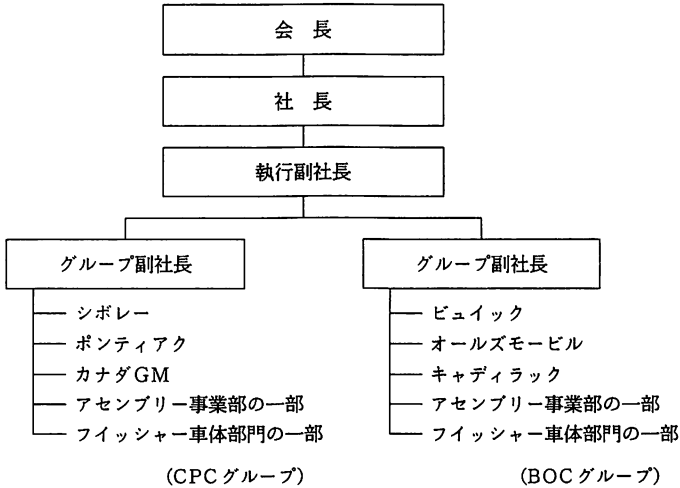 会長
社長
執行副社長
グループ副社長
シボレー
ポンティアク
カナダGM
アセンブリー事業部の一部
フイッシャー車体部門の一部
(CPCグループ)
グループ副社長
ビュイック
オールズモービル
キャディラック
アセンブリー事業部の一部
フイッシャー車体部門の一部
(BOCグループ)